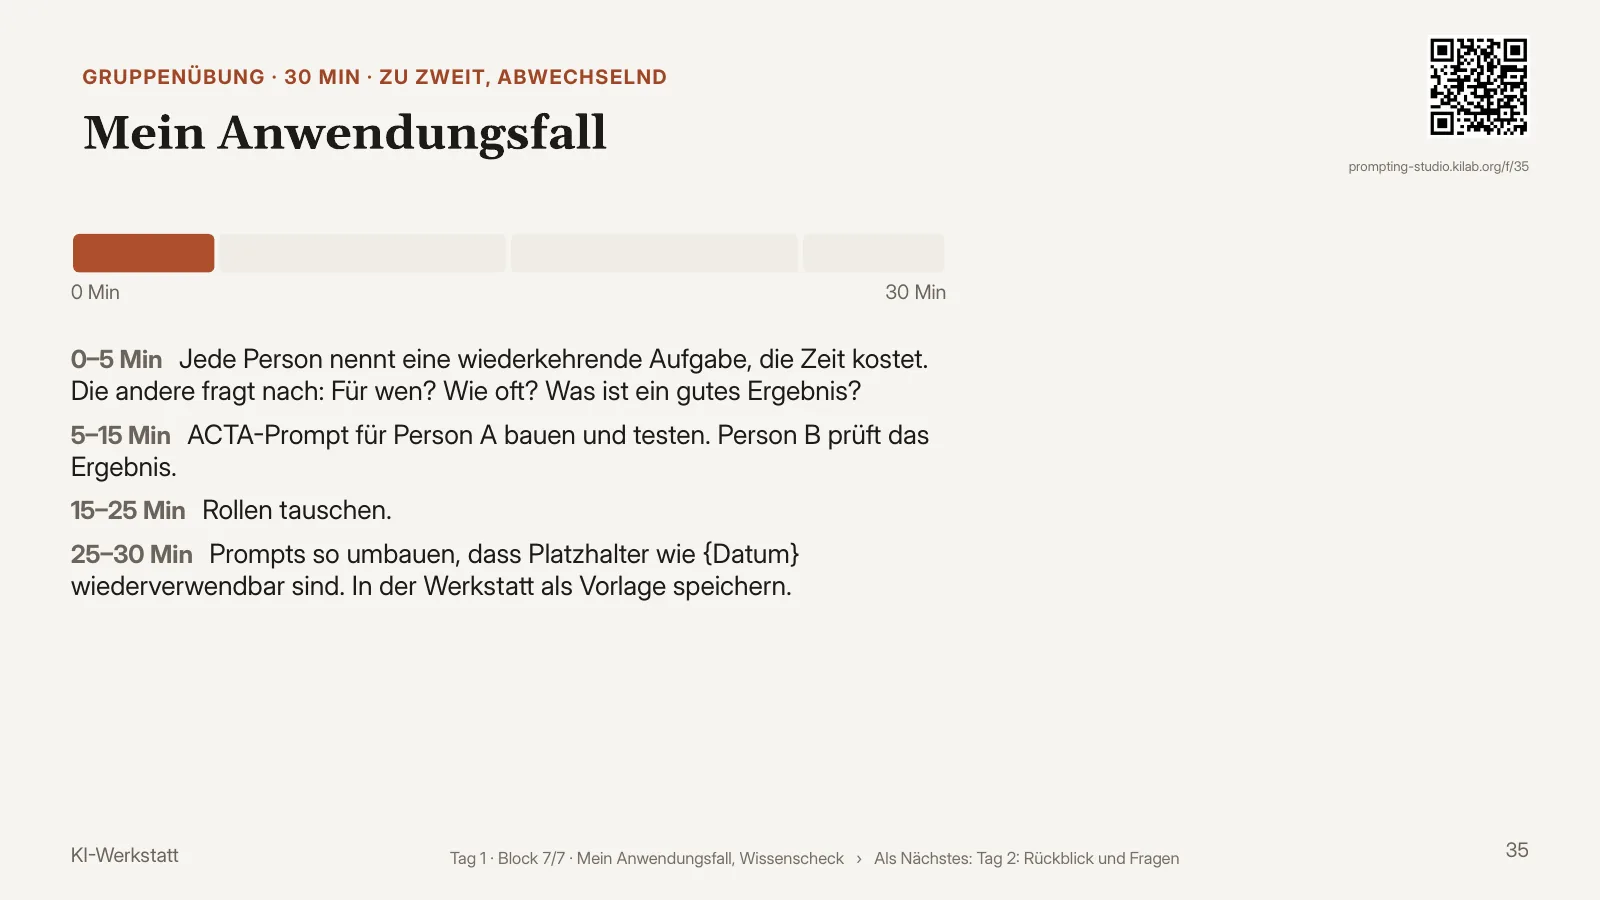 GRUPPENÜBUNG · 30 MIN · ZU ZWEIT, ABWECHSELND
Mein Anwendungsfall
prompting-studio.kilab.org/f/35
0 Min
30 Min
0–5 Min Jede Person nennt eine wiederkehrende Aufgabe, die Zeit kostet.
Die andere fragt nach: Für wen? Wie oft? Was ist ein gutes Ergebnis?
5–15 Min ACTA-Prompt für Person A bauen und testen. Person B prüft das
Ergebnis.
15–25 Min Rollen tauschen.
25–30 Min Prompts so umbauen, dass Platzhalter wie {Datum}
wiederverwendbar sind. In der Werkstatt als Vorlage speichern.
KI-Werkstatt
Tag 1 · Block 7/7 · Mein Anwendungsfall, Wissenscheck › Als Nächstes: Tag 2: Rückblick und Fragen
35